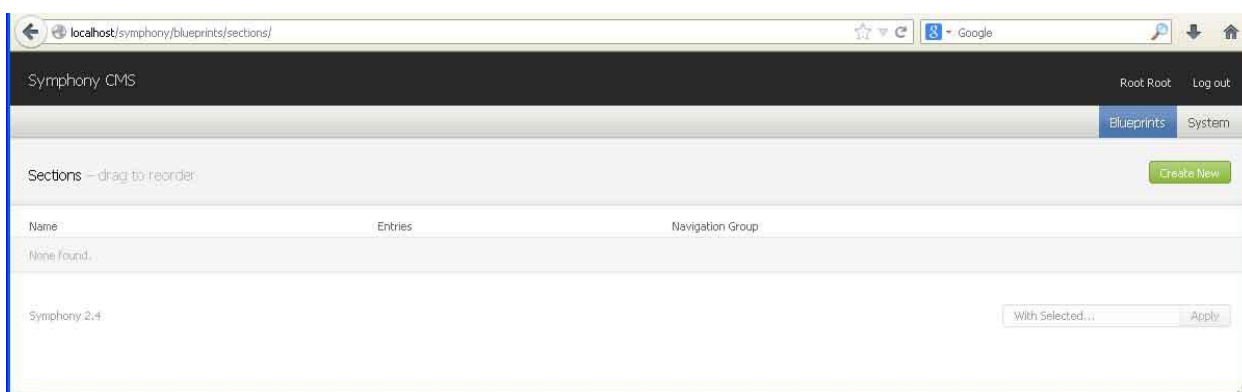 localhost/symphony/blueprints/sections/ Google
Symphony CMS Root Root Log out
Blueprints System
Sections – drag to reorder Create New
Name Entries Navigation Group
None found.
Symphony 2.4 With Selected... Apply